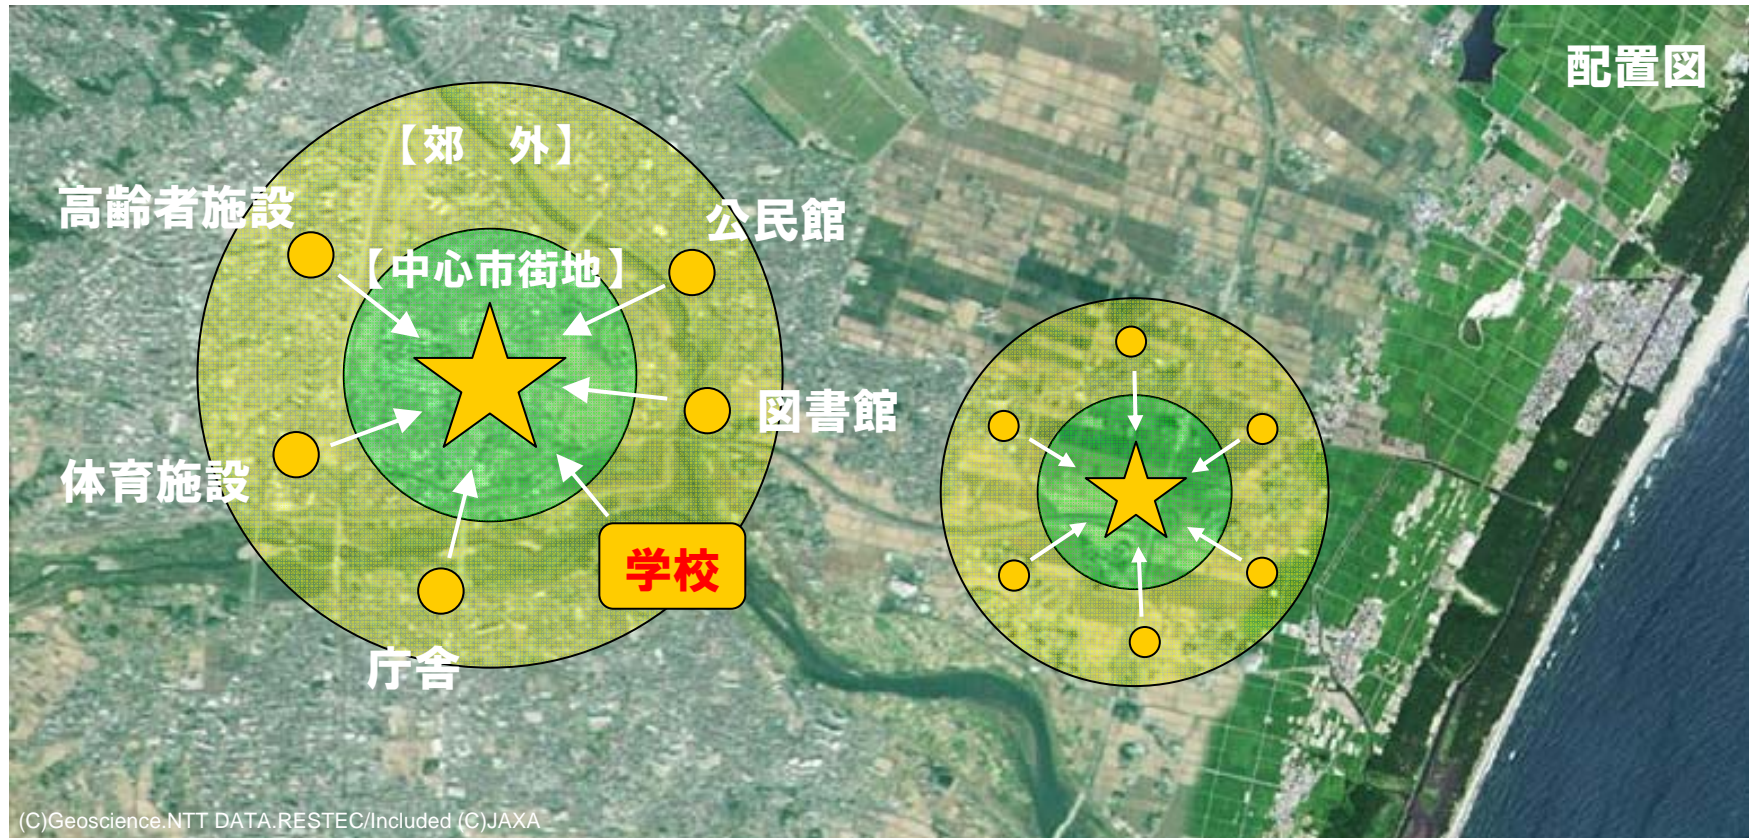 配置図
【郊　外】
高齢者施設
公民館
【中心市街地】
図書館
体育施設
学校
庁舎
(C)Geoscience.NTT DATA.RESTEC/Included (C)JAXA